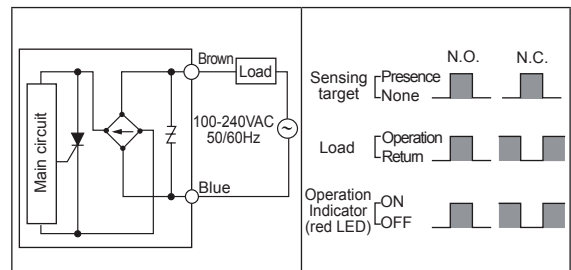 Main circuit
Brown
Load
100-240VAC
50/60Hz
~
Blue
N.O. N.C.
Sensing
target
Presence
None
Load
Operation
Return
Operation
Indicator
(red LED)
ON
OFF